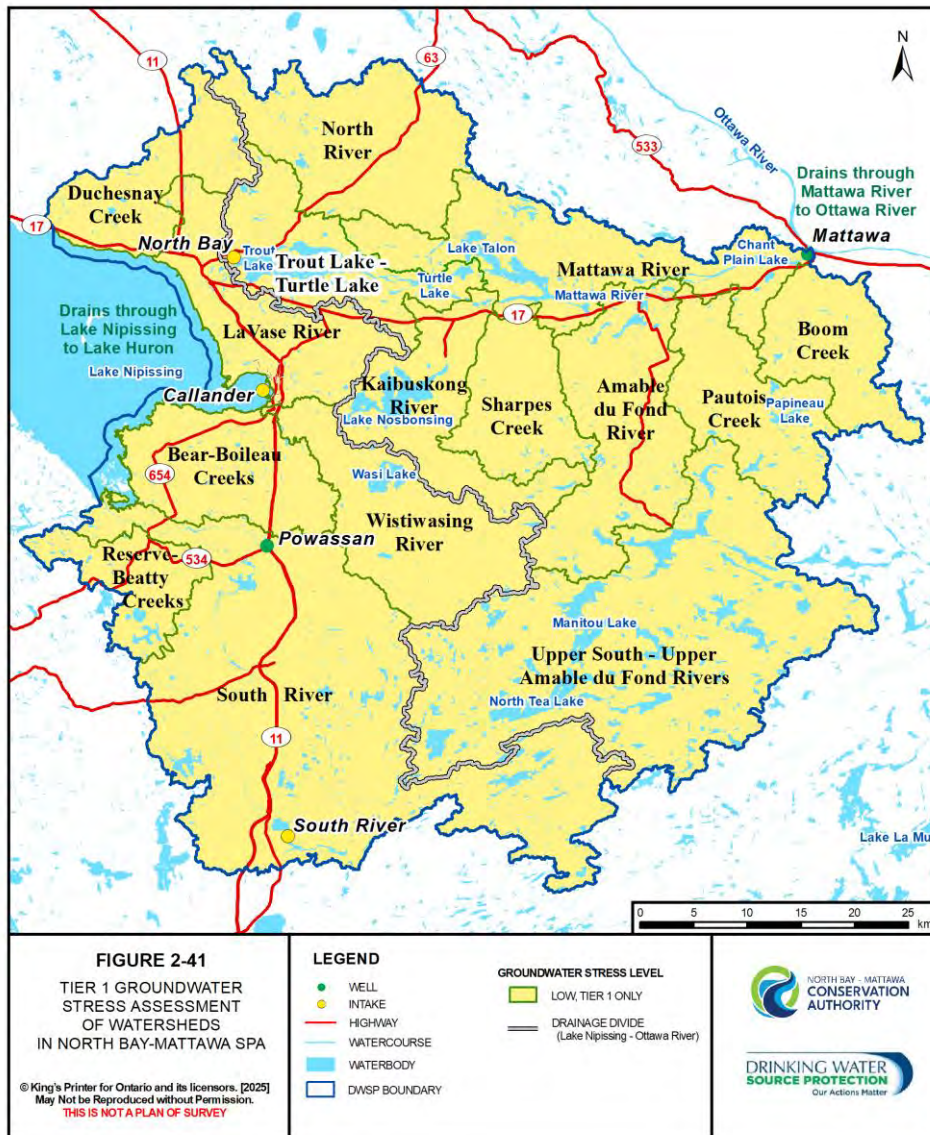 11
63
N
533
Ottawa River
North
River
Drains through
Mattawa River
to Ottawa River
Duchesnay
Creek
17
North Bay
Trout
Lake
Trout Lake -
Turtle Lake
Lake Talon
Turtle
Lake
Mattawa River
Mattawa River
Chant
Plain Lake
Mattawa
Drains through
Lake Nipissing
to Lake Huron
Lake Nipissing
LaVase River
17
Callander
Kaibuskong
River
Lake Nosbonsing
Sharpes
Creek
Amable
du Fond
River
Pautois
Creek
Boom
Creek
Papineau
Lake
Bear-Boileau
Creeks
654
Wasi Lake
Wistiwasing
River
Powassan
534
Reserve-
Beatty
Creeks
Manitou Lake
Upper South - Upper
Amable du Fond Rivers
North Tea Lake
South River
11
South River
Lake La Mu
0 5 10 15 20 25
km
FIGURE 2-41
TIER 1 GROUNDWATER
STRESS ASSESSMENT
OF WATERSHEDS
IN NORTH BAY-MATTAWA SPA
© King's Printer for Ontario and its licensors. [2025]
May Not be Reproduced without Permission.
THIS IS NOT A PLAN OF SURVEY
LEGEND
WELL
INTAKE
HIGHWAY
WATERCOURSE
WATERBODY
DWSP BOUNDARY
GROUNDWATER STRESS LEVEL
LOW, TIER 1 ONLY
DRAINAGE DIVIDE
(Lake Nipissing - Ottawa River)
NORTH BAY - MATTAWA
CONSERVATION
AUTHORITY
DRINKING WATER
SOURCE PROTECTION
Our Actions Matter